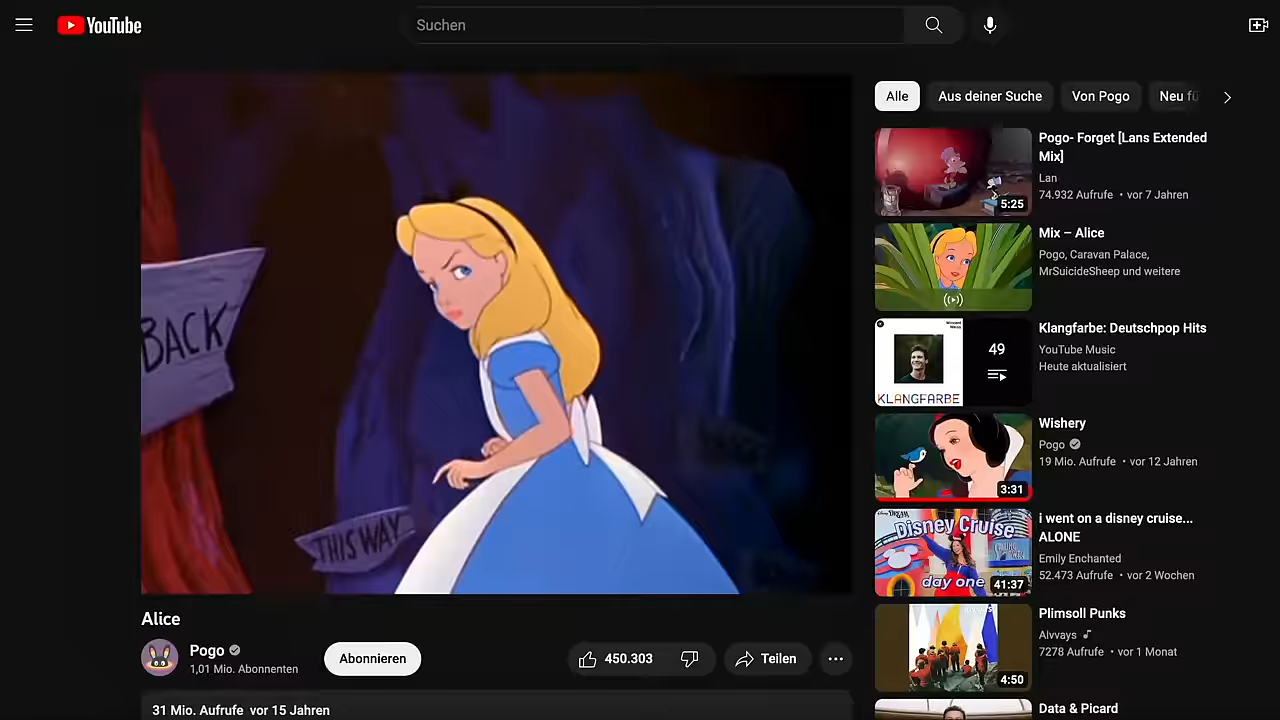 YouTube
Suchen
BACK
THIS WAY
Alice
Pogo
1,01 Mio. Abonnenten
Abonnieren
450.303
Teilen
31 Mio. Aufrufe vor 15 Jahren
Alle
Aus deiner Suche
Von Pogo
Neu fü
5:25
Pogo- Forget [Lans Extended
Mix]
Lan
74.932 Aufrufe • vor 7 Jahren
Mix – Alice
Pogo, Caravan Palace,
MrSuicideSheep und weitere
KLANGFARBE
49
Klangfarbe: Deutschpop Hits
YouTube Music
Heute aktualisiert
3:31
Wishery
Pogo
19 Mio. Aufrufe • vor 12 Jahren
Disney Cruise
day one
41:37
i went on a disney cruise...
ALONE
Emily Enchanted
52.473 Aufrufe • vor 2 Wochen
4:50
Plimsoll Punks
Alvvays
7278 Aufrufe • vor 1 Monat
Data & Picard